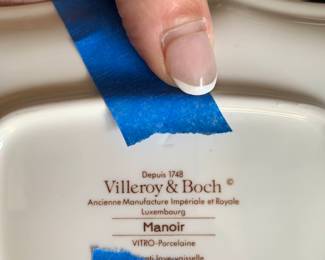 Depuis 1748
Villeroy & Boch ©
Ancienne Manufacture Impériale et Royale
Luxembourg
Manoir
VITRO-Porcelaine